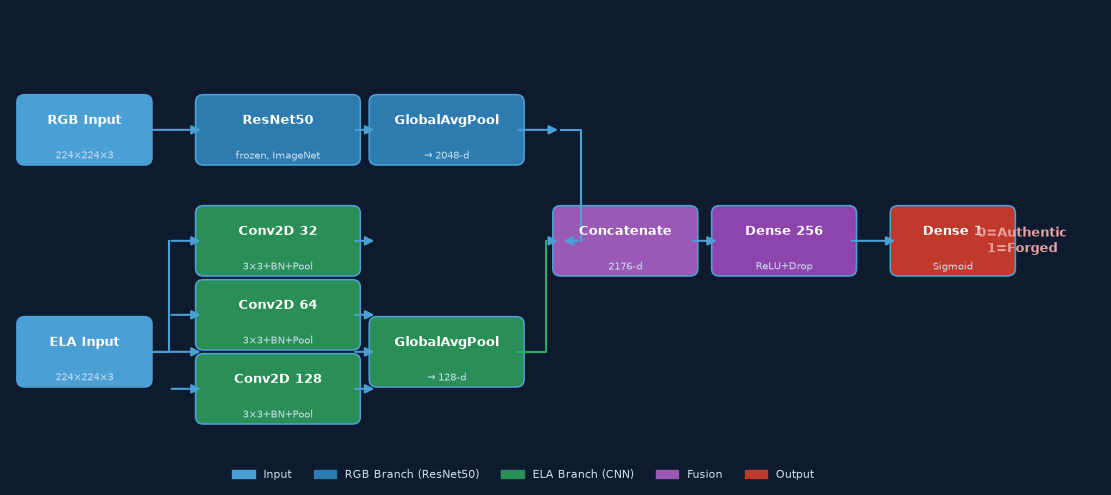 RGB Input
224×224×3
ResNet50
frozen, ImageNet
GlobalAvgPool
→ 2048-d
Conv2D 32
3×3+BN+Pool
Conv2D 64
3×3+BN+Pool
Conv2D 128
3×3+BN+Pool
ELA Input
224×224×3
GlobalAvgPool
→ 128-d
Concatenate
2176-d
Dense 256
ReLU+Drop
Dense 1
Sigmoid
0=Authentic
1=Forged
Input
RGB Branch (ResNet50)
ELA Branch (CNN)
Fusion
Output